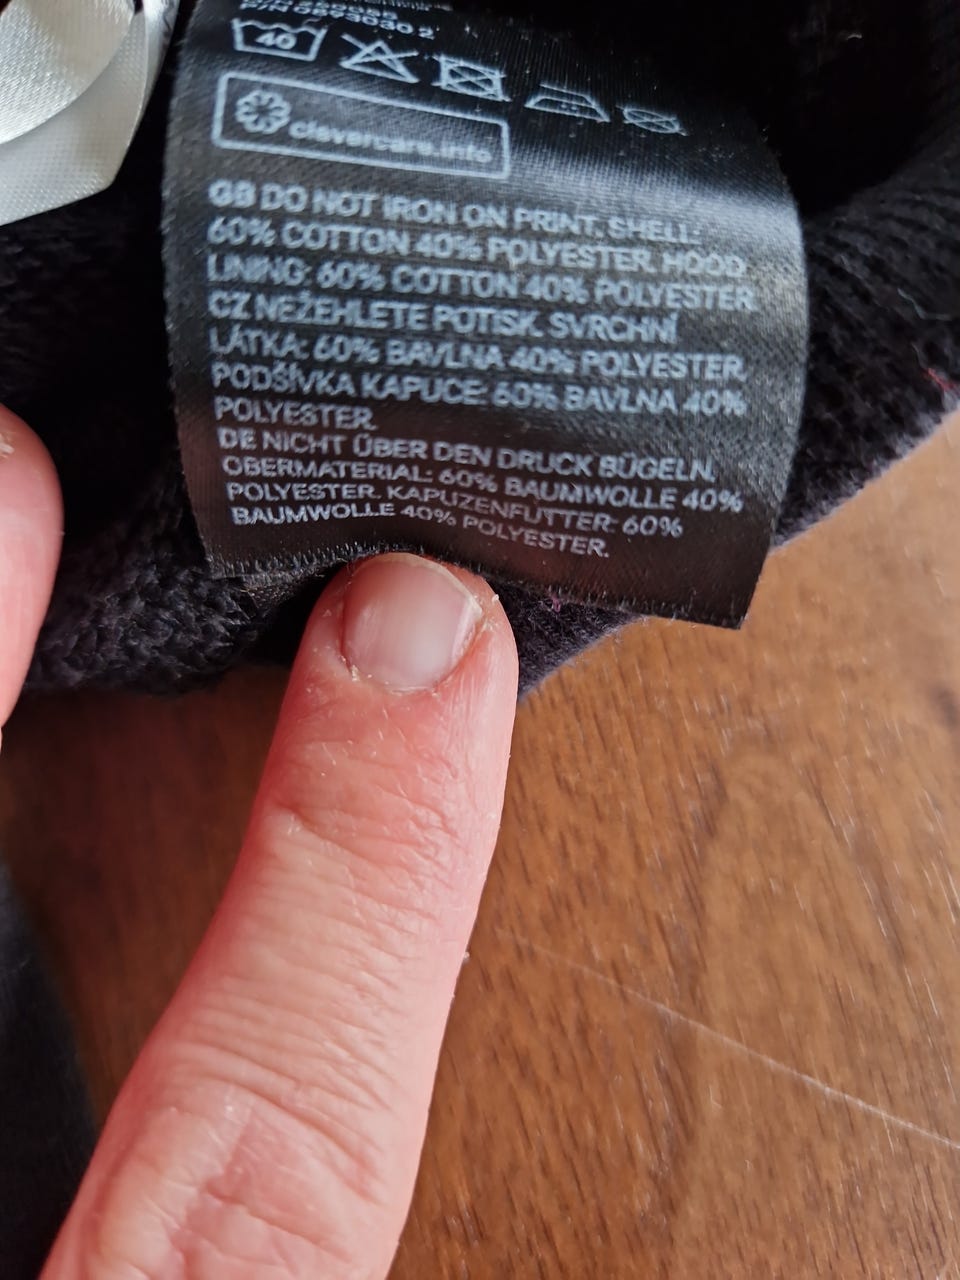 40
clevercare.info
GB DO NOT IRON ON PRINT. SHELL:
60% COTTON 40% POLYESTER. HOOD
LINING: 60% COTTON 40% POLYESTER.
CZ NEŽEHLETE POTISK. SVRCHNÍ
LÁTKA: 60% BAVLNA 40% POLYESTER.
PODŠÍVKA KAPUCE: 60% BAVLNA 40%
POLYESTER.
DE NICHT ÜBER DEN DRUCK BÜGELN.
OBERMATERIAL: 60% BAUMWOLLE 40%
POLYESTER. KAPUZENFUTTER: 60%
BAUMWOLLE 40% POLYESTER.